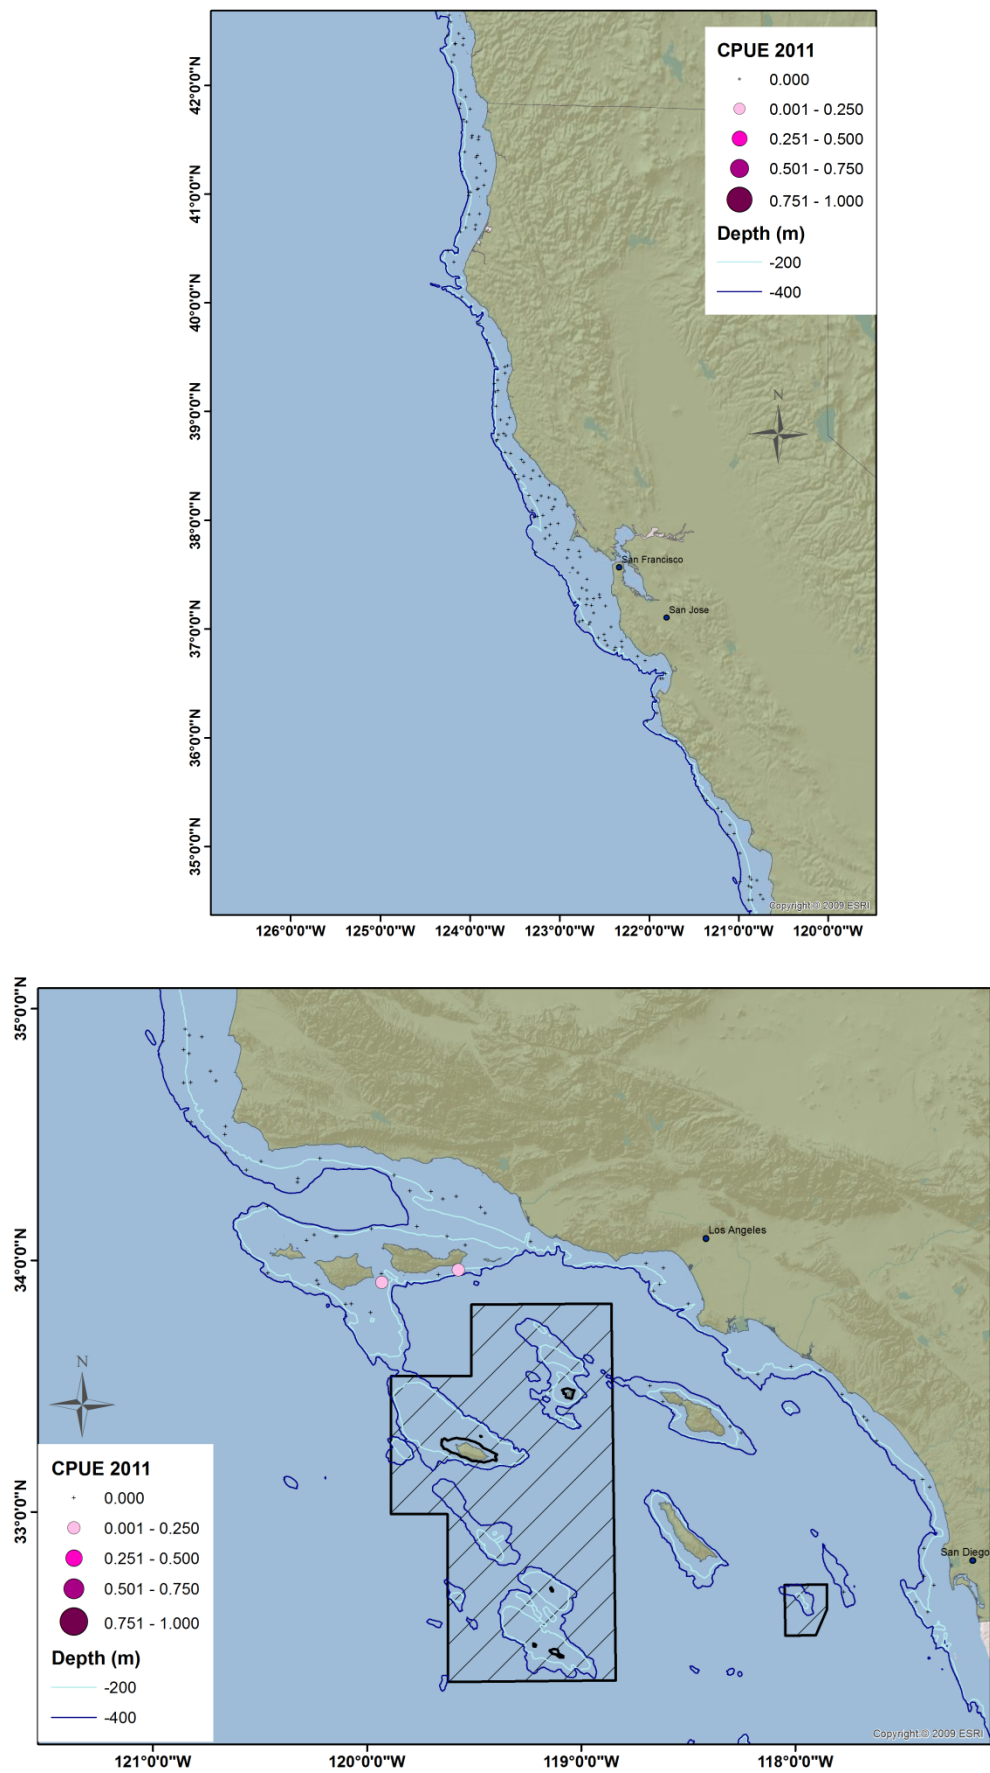 CPUE 2011
0.000
0.001 - 0.250
0.251 - 0.500
0.501 - 0.750
0.751 - 1.000
Depth (m)
-200
-400
N
42°0'0"N
41°0'0"N
40°0'0"N
39°0'0"N
38°0'0"N
37°0'0"N
36°0'0"N
35°0'0"N
San Francisco
San Jose
Copyright © 2009 ESRI
126°0'0"W 125°0'0"W 124°0'0"W 123°0'0"W 122°0'0"W 121°0'0"W 120°0'0"W
35°0'0"N
34°0'0"N
33°0'0"N
Los Angeles
San Diego
N
CPUE 2011
0.000
0.001 - 0.250
0.251 - 0.500
0.501 - 0.750
0.751 - 1.000
Depth (m)
-200
-400
Copyright © 2009 ESRI
121°0'0"W 120°0'0"W 119°0'0"W 118°0'0"W